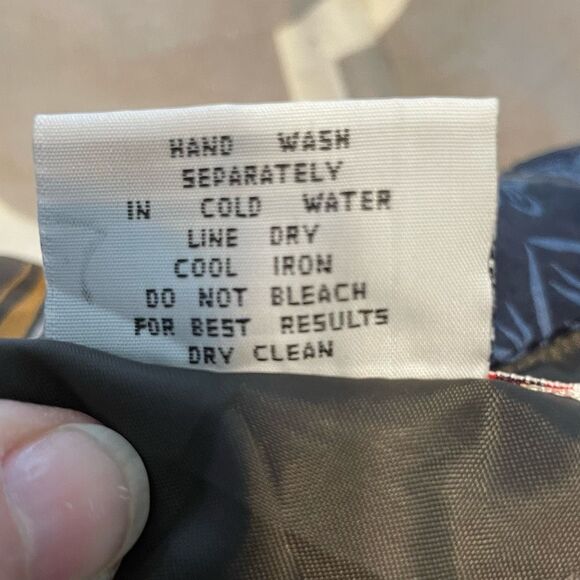 HAND WASH
SEPARATELY
IN COLD WATER
LINE DRY
COOL IRON
DO NOT BLEACH
FOR BEST RESULTS
DRY CLEAN